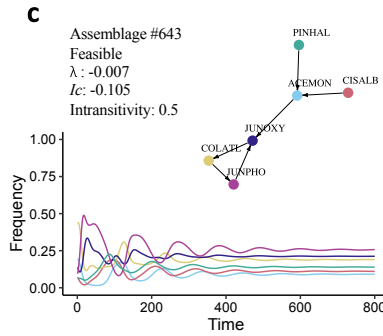 c
Assemblage #643
Feasible
λ : -0.007
Ic: -0.105
Intransitivity: 0.5
PINHAL
ACEMON
CISALB
JUNOXY
COLATL
JUNPHO
1.00
0.75
0.50
0.25
0.00
Frequency
0 200 400 600 800
Time